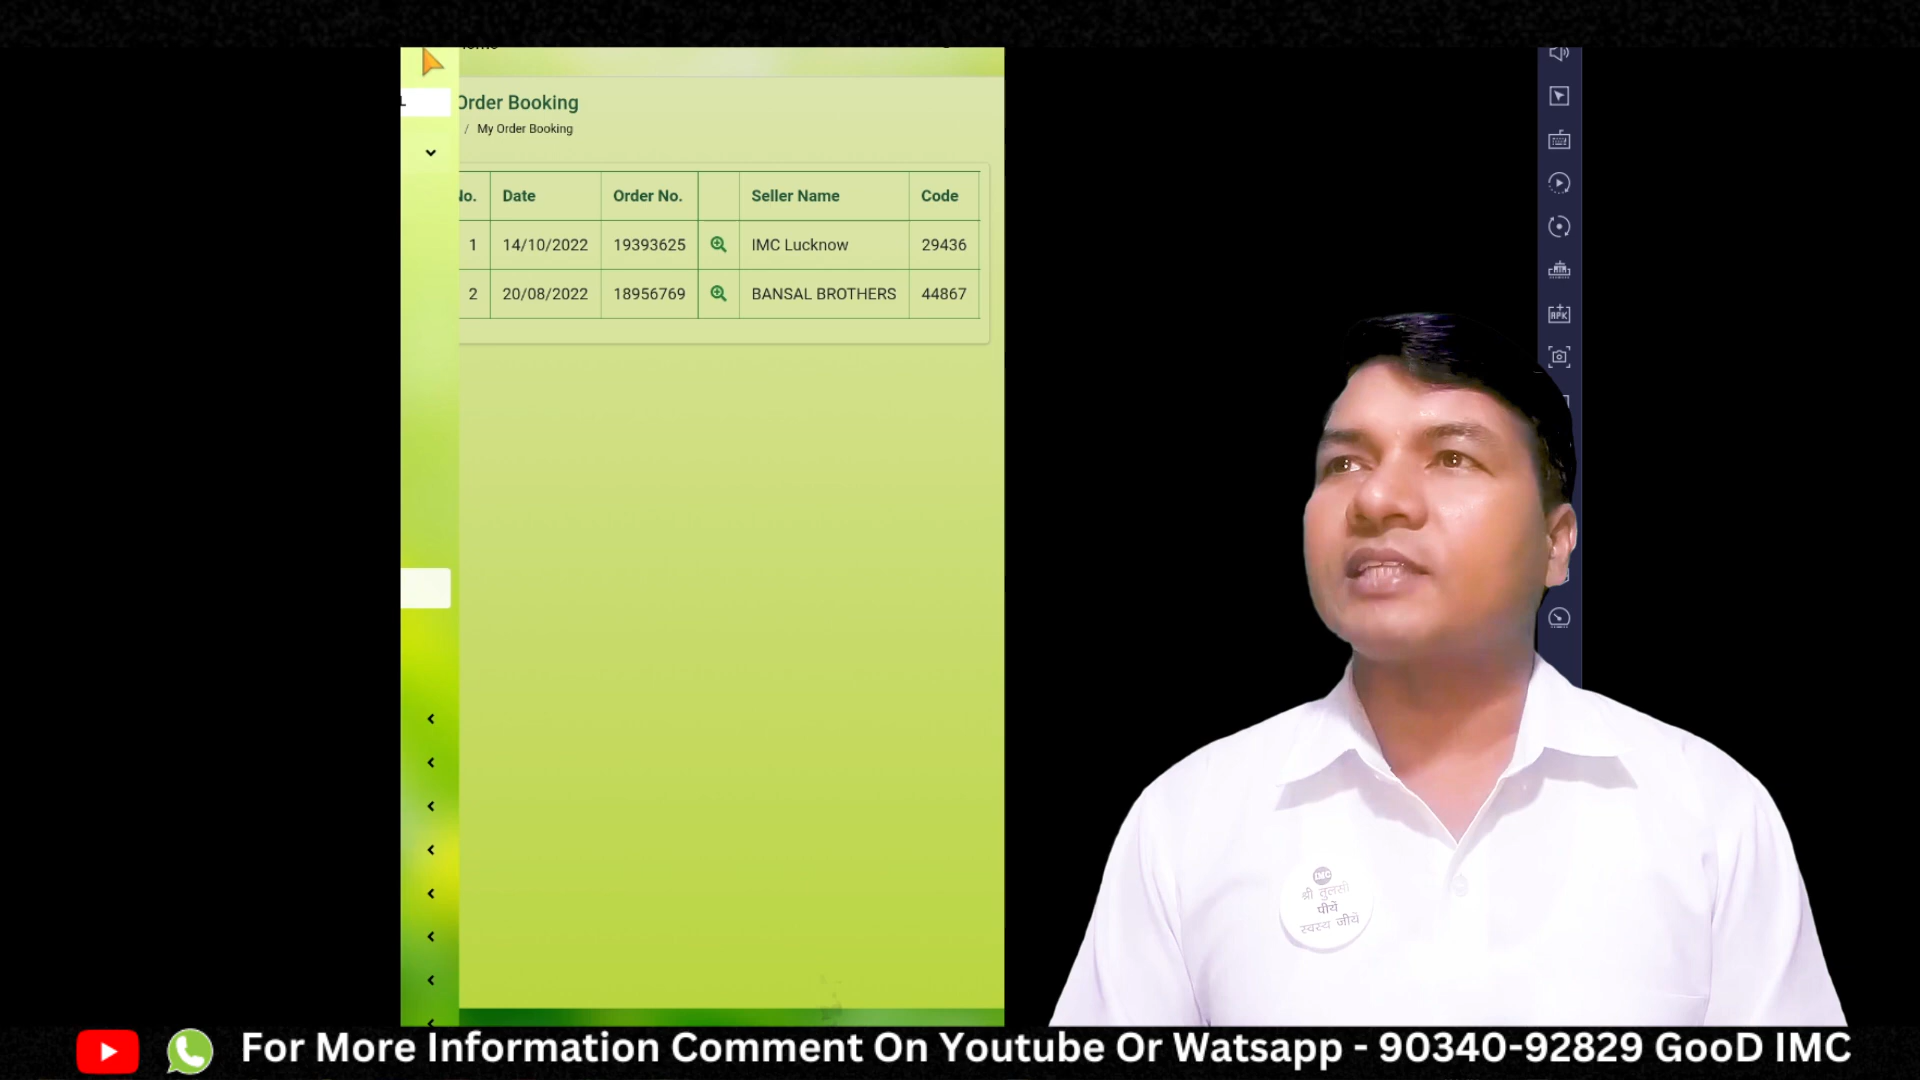 Order Booking
/ My Order Booking
No. Date Order No. Seller Name Code
1 14/10/2022 19393625 IMC Lucknow 29436
2 20/08/2022 18956769 BANSAL BROTHERS 44867
APK
IMC
श्री तुलसी
पीये
स्वस्थ जीये
For More Information Comment On Youtube Or Watsapp - 90340-92829 GooD IMC